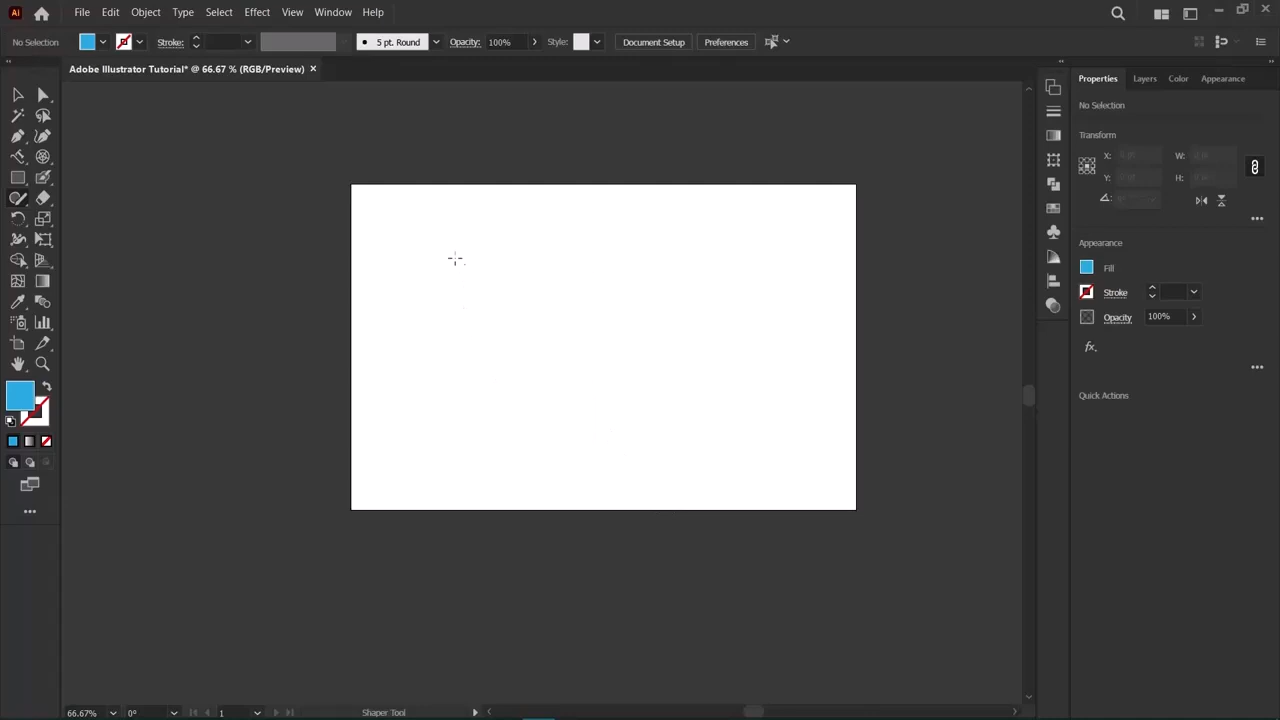 Ai File Edit Object Type Select Effect View Window Help
No Selection Stroke: 5 pt. Round Opacity: 100% Style: Document Setup Preferences
Adobe Illustrator Tutorial* @ 66.67 % (RGB/Preview)
Properties Layers Color Appearance
No Selection
Transform
X: W:
Y: H:
Appearance
Fill
Stroke
Opacity 100%
fx.
Quick Actions
66.67% 0° 1 Shaper Tool